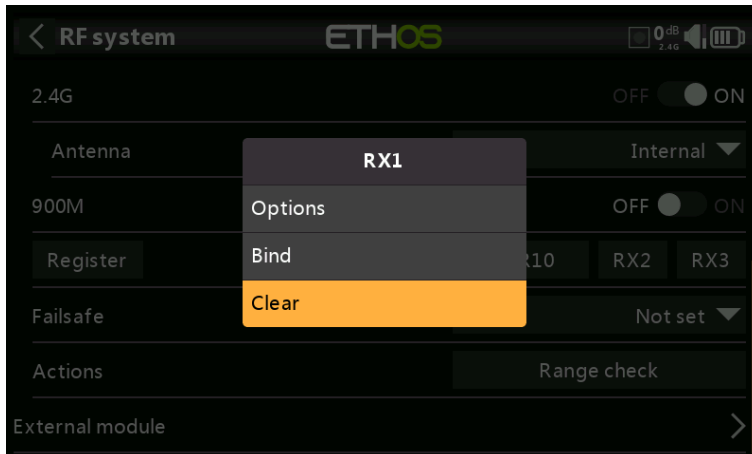 RF system ETHOS 0dB 2.4G
2.4G OFF ON
Antenna Internal
RX1
900M OFF ON
Options
Bind
Register R10 RX2 RX3
Clear
Failsafe Not set
Actions Range check
External module